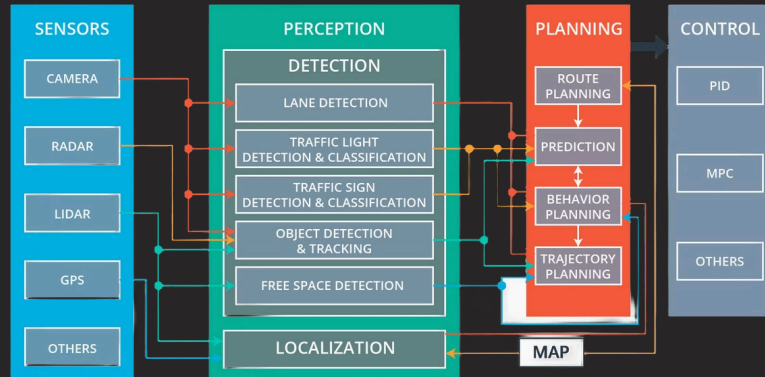 SENSORS
CAMERA
RADAR
LIDAR
GPS
OTHERS
PERCEPTION
DETECTION
LANE DETECTION
TRAFFIC LIGHT
DETECTION & CLASSIFICATION
TRAFFIC SIGN
DETECTION & CLASSIFICATION
OBJECT DETECTION
& TRACKING
FREE SPACE DETECTION
LOCALIZATION
PLANNING
ROUTE
PLANNING
PREDICTION
BEHAVIOR
PLANNING
TRAJECTORY
PLANNING
MAP
CONTROL
PID
MPC
OTHERS